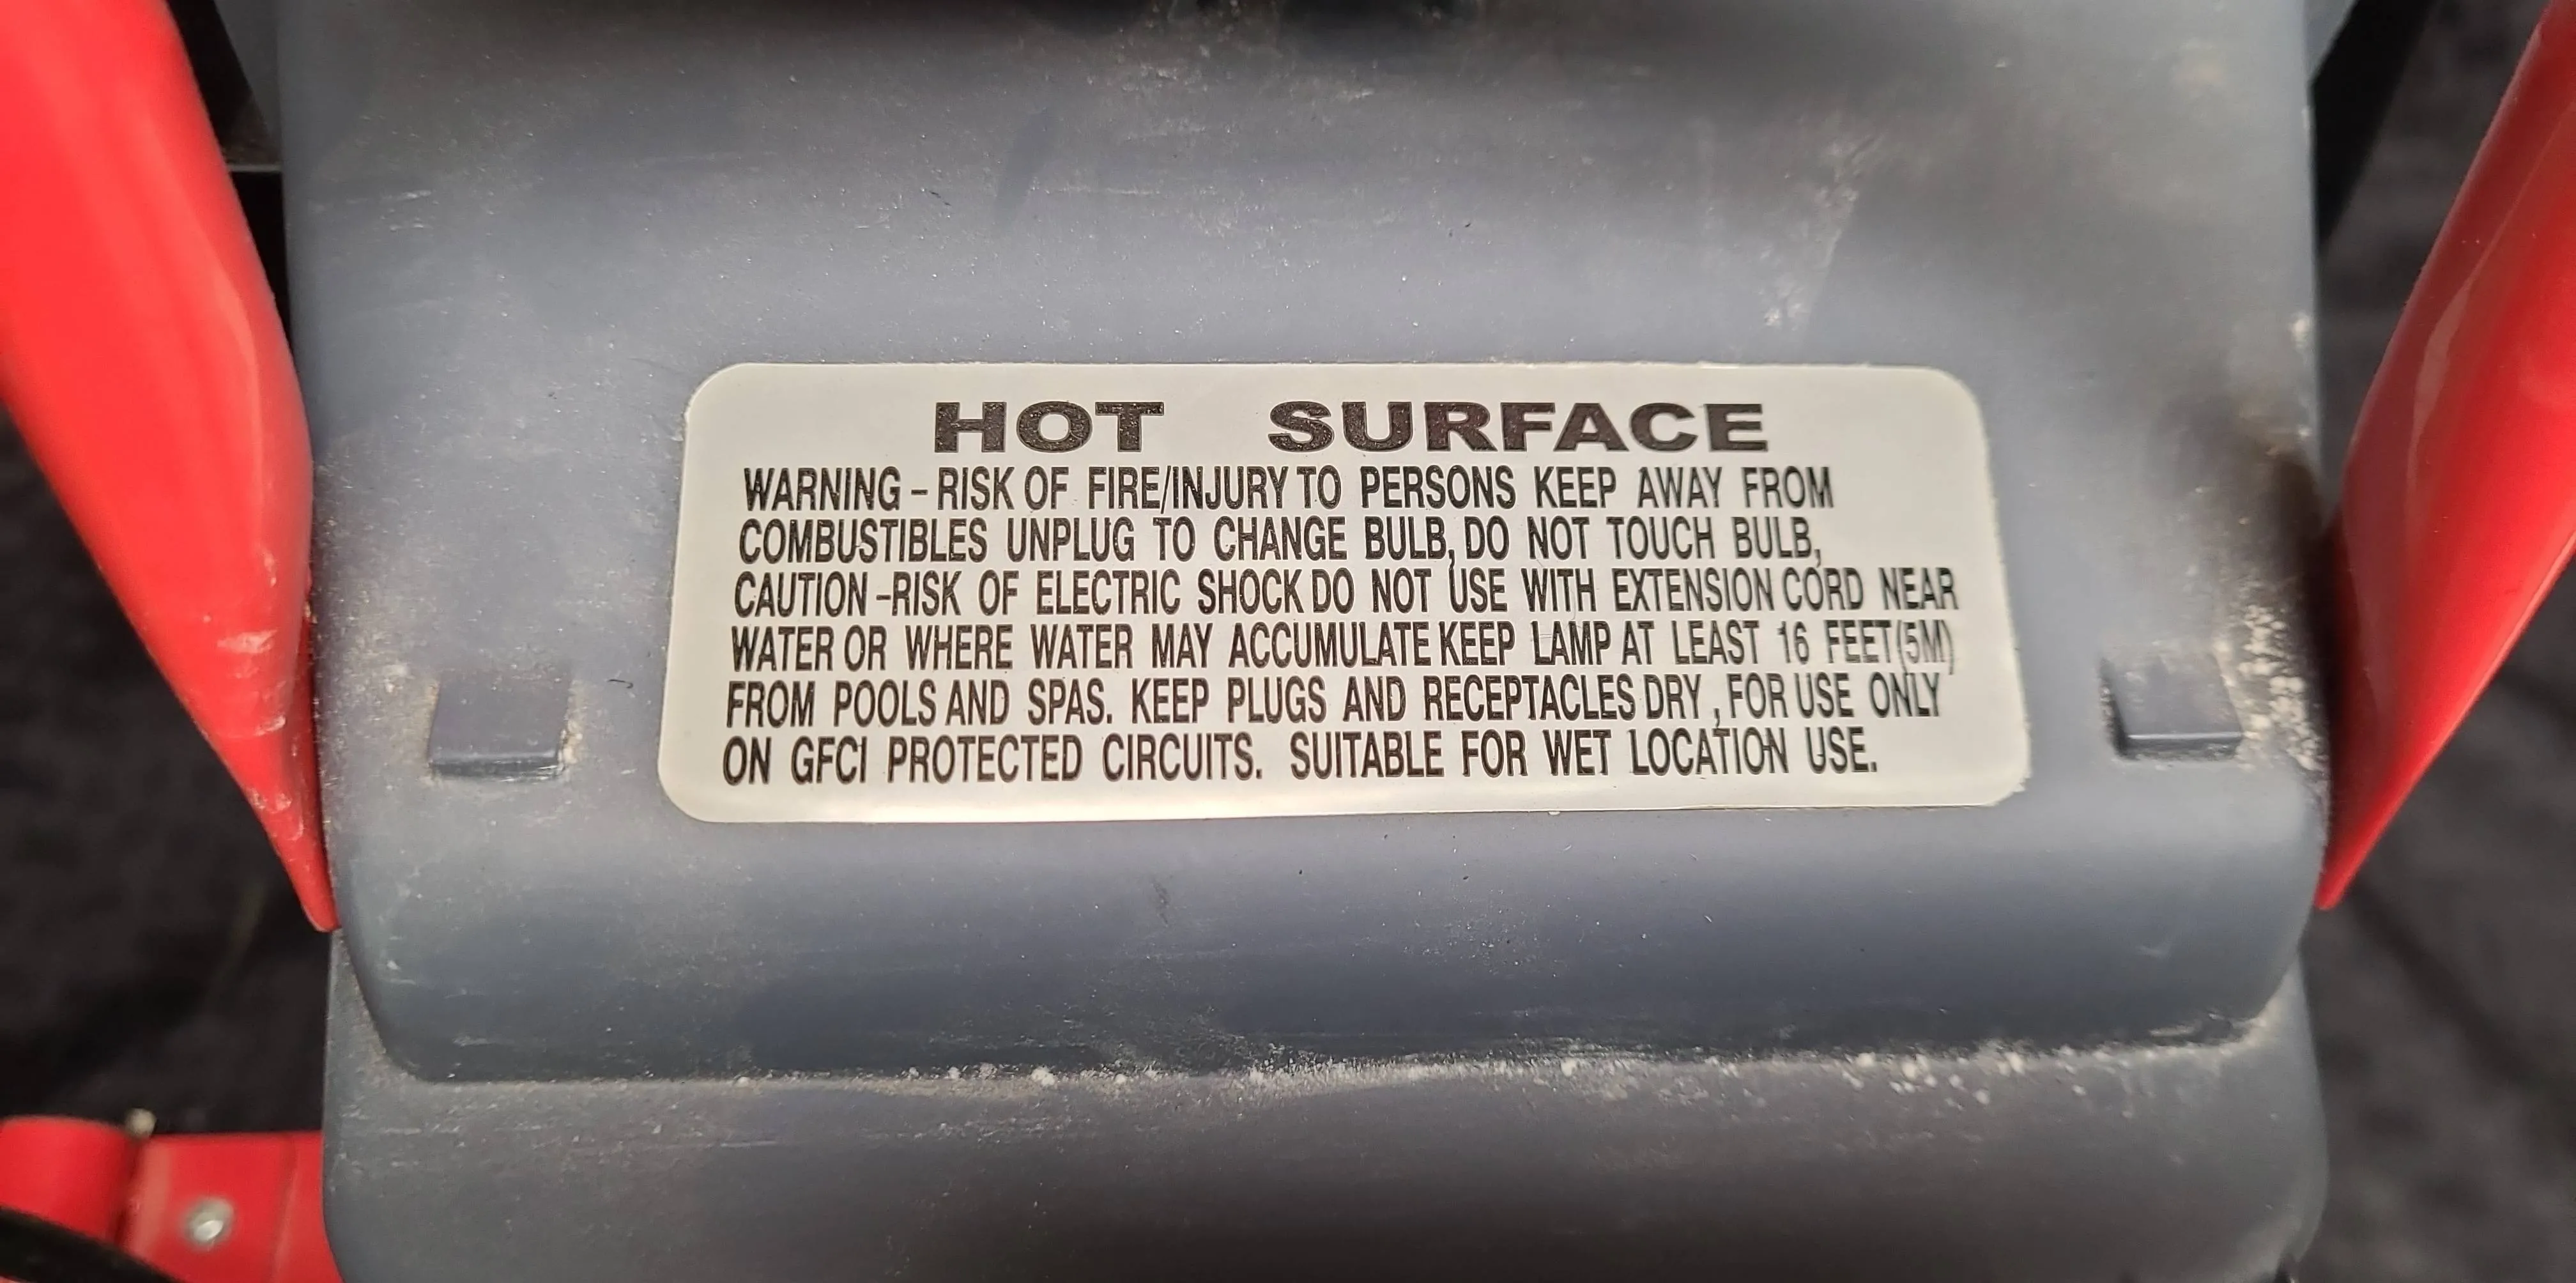 HOT SURFACE
WARNING – RISK OF FIRE/INJURY TO PERSONS KEEP AWAY FROM
COMBUSTIBLES UNPLUG TO CHANGE BULB, DO NOT TOUCH BULB,
CAUTION –RISK OF ELECTRIC SHOCK DO NOT USE WITH EXTENSION CORD NEAR
WATER OR WHERE WATER MAY ACCUMULATE KEEP LAMP AT LEAST 16 FEET(5M)
FROM POOLS AND SPAS. KEEP PLUGS AND RECEPTACLES DRY , FOR USE ONLY
ON GFCI PROTECTED CIRCUITS. SUITABLE FOR WET LOCATION USE.